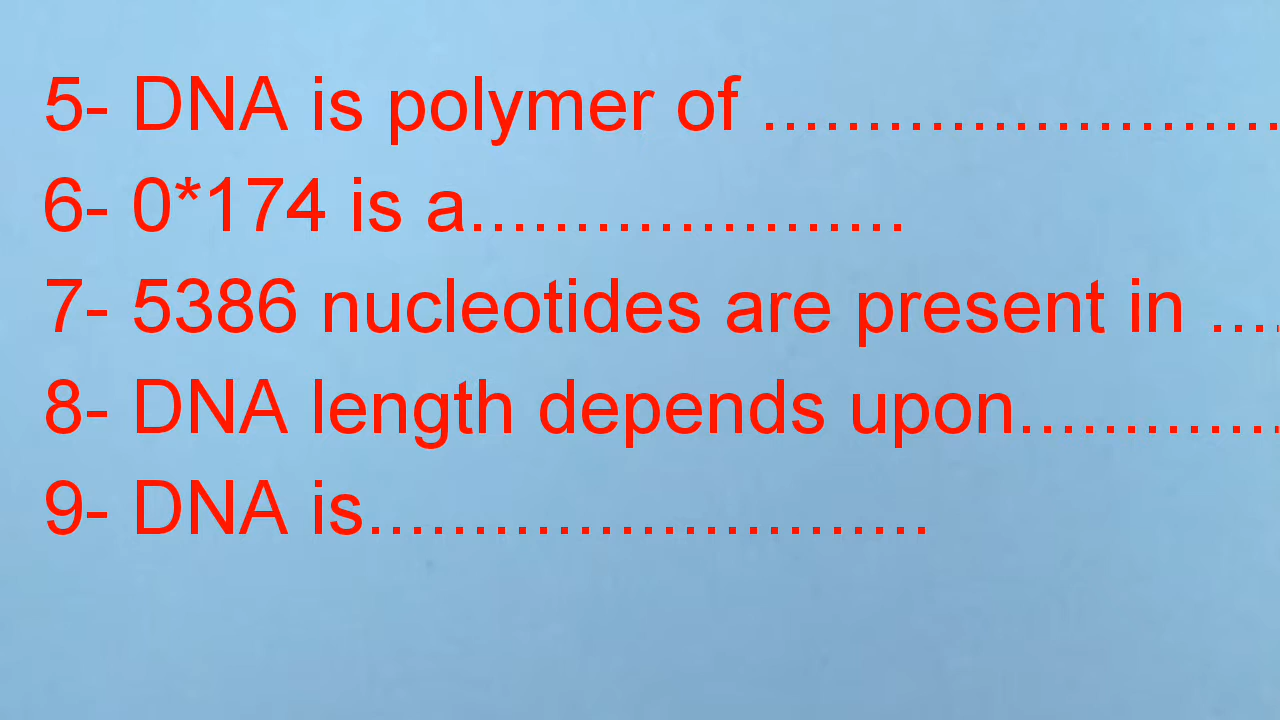 5- DNA is polymer of ..........................
6- 0*174 is a.....................
7- 5386 nucleotides are present in ....
8- DNA length depends upon.............
9- DNA is...........................